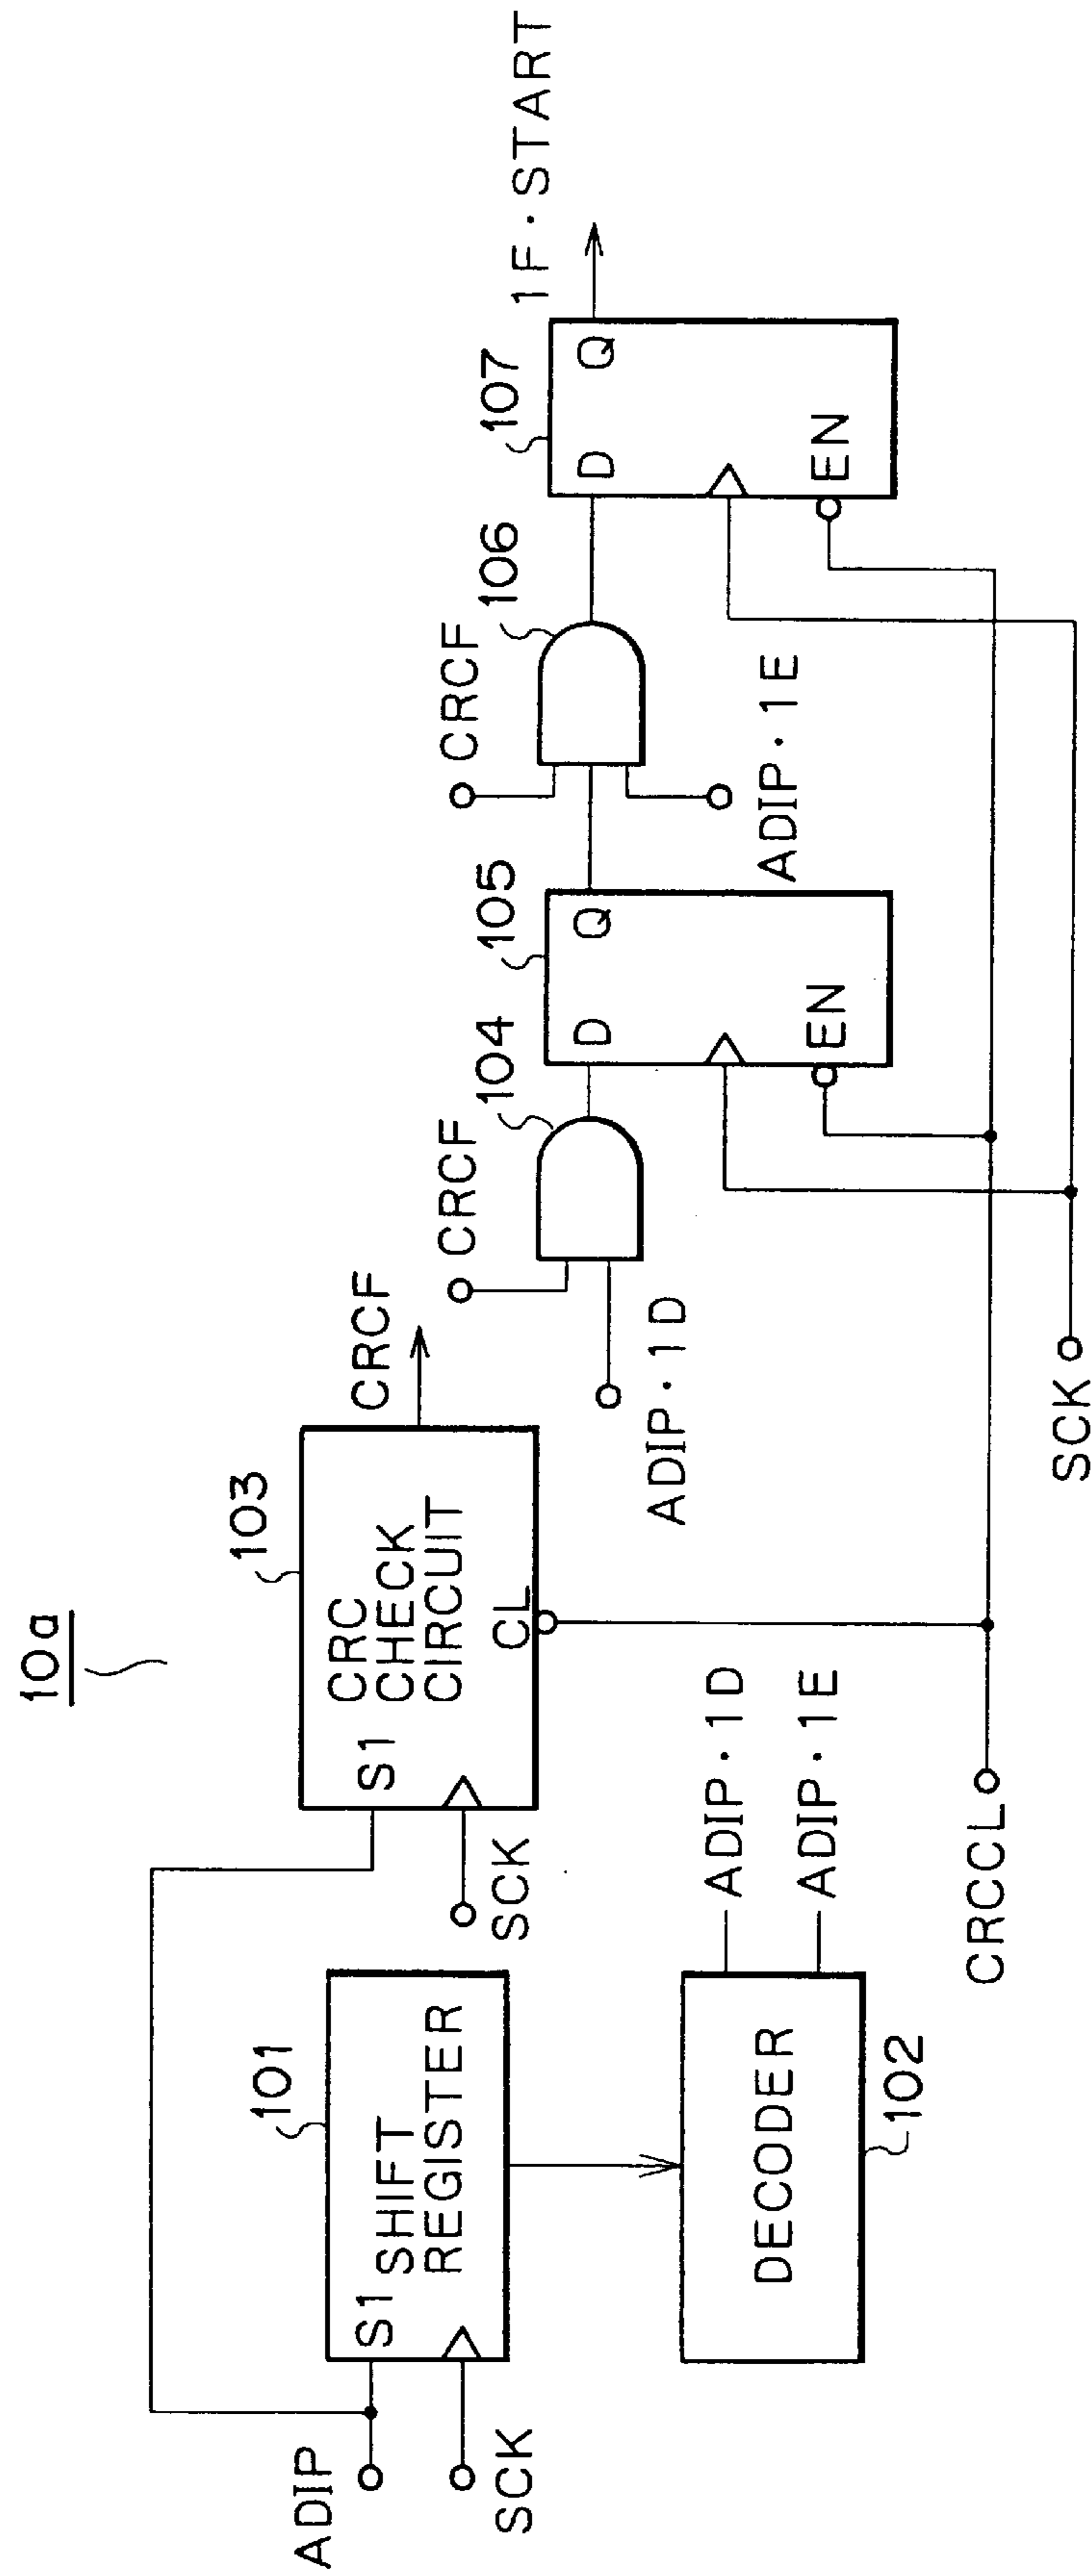 10a
ADIP
SCK
101
S1
SHIFT
REGISTER
DECODER
102
ADIP·1D
ADIP·1E
SCK
103
S1
CRC
CHECK
CIRCUIT
CL
CRCF
CRCCL
CRCF
ADIP·1D
104
105
D
Q
EN
SCK
CRCF
ADIP·1E
106
107
D
Q
EN
1F·START